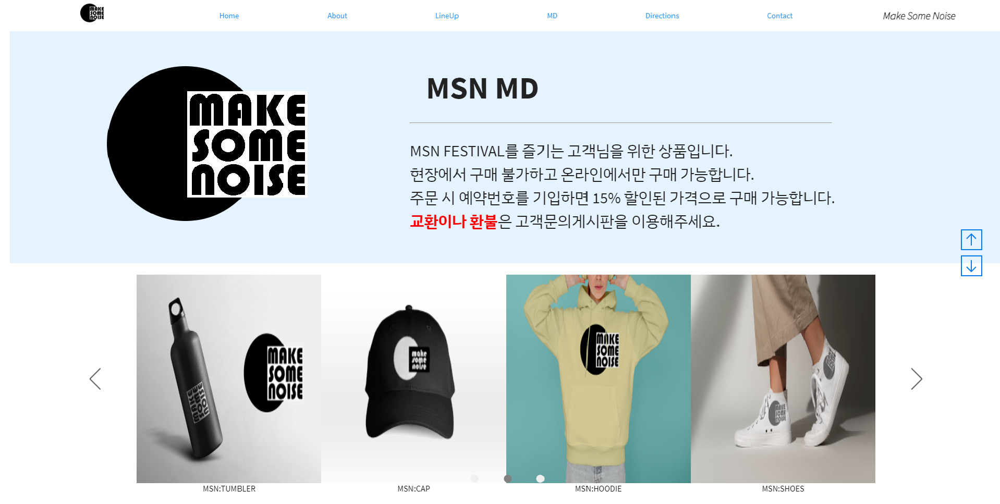 MAKE
SOME
NOISE
Home
About
LineUp
MD
Directions
Contact
Make Some Noise
MAKE
SOME
NOISE
MSN MD
MSN FESTIVAL를 즐기는 고객님을 위한 상품입니다.
현장에서 구매 불가하고 온라인에서만 구매 가능합니다.
주문 시 예약번호를 기입하면 15% 할인된 가격으로 구매 가능합니다.
교환이나 환불은 고객문의게시판을 이용해주세요.
MAKE
SOME
NOISE
MAKE
SOME
NOISE
make
some
noise
MAKE
SOME
NOISE
MAKE
SOME
NOISE
MAKE
SOME
NOISE
MSN:TUMBLER
MSN:CAP
MSN:HOODIE
MSN:SHOES